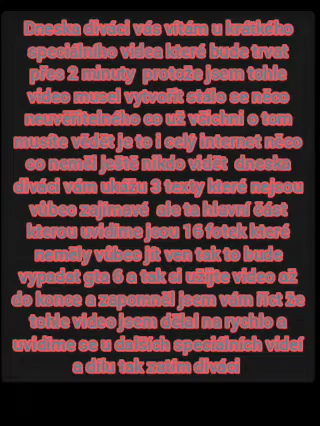 Dneska diváci vás vítám u krátkého
speciálního videa které bude trvat
přes 2 minuty protože jsem tohle
video musel vytvořit stálo se něco
neuvěřitelného co už všichni o tom
musíte vědět je to i celý internet něco
co neměl ještě nikdo vidět dneska
diváci vám ukážu 3 texty které nejsou
vůbec zajímavé ale ta hlavní část
kterou uvidíme jsou 16 fotek které
neměly vůbec jít ven tak to bude
vypadat gta 6 a tak si užijte video až
do konce a zapomněl jsem vám říct že
tohle video jsem dělal na rychlo a
uvidíme se u dalších speciálních videí
a dílu tak zatím diváci